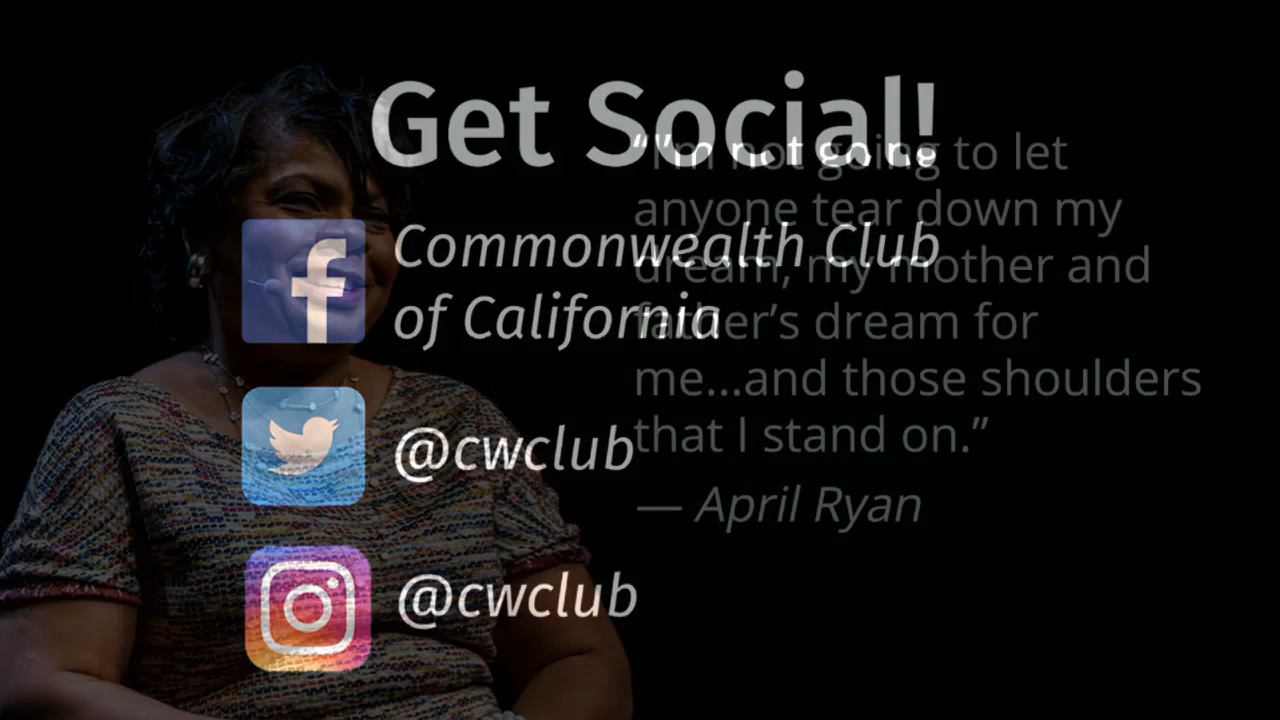 Get Social!
Commonwealth Club
of California
@cwclub
@cwclub
“I’m not going to let
anyone tear down my
dream, my mother and
father’s dream for
me...and those shoulders
that I stand on.”
— April Ryan